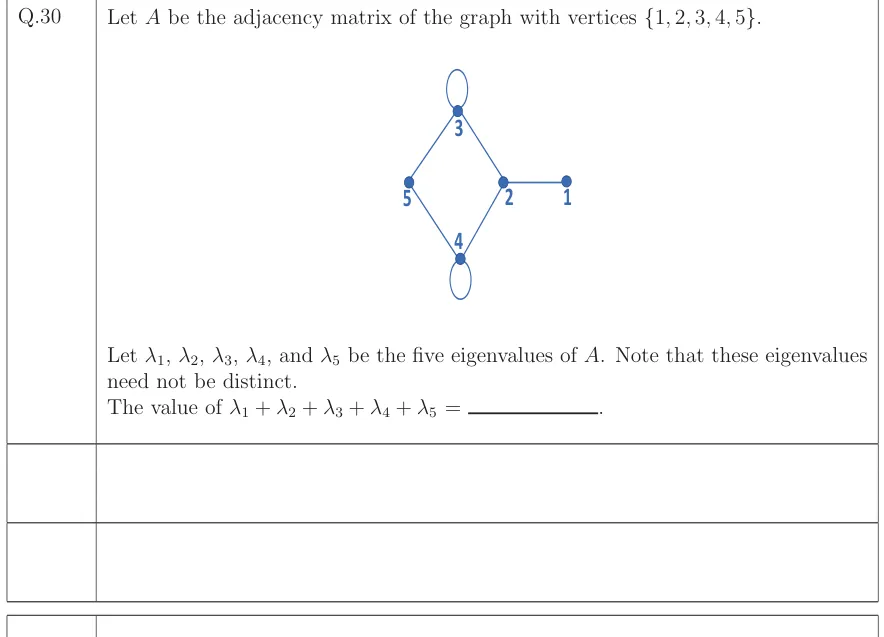 Q.30 Let A be the adjacency matrix of the graph with vertices {1, 2, 3, 4, 5}.
3
5 2 1
4
Let λ₁, λ₂, λ₃, λ₄, and λ₅ be the five eigenvalues of A. Note that these eigenvalues
need not be distinct.
The value of λ₁ + λ₂ + λ₃ + λ₄ + λ₅ = ____________.